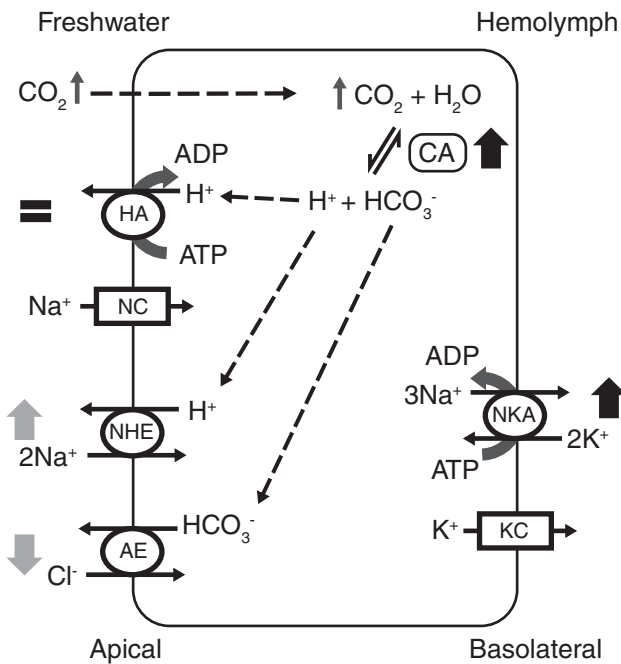 Freshwater
Hemolymph
CO₂
CO₂ + H₂O
CA
ADP
H⁺
H⁺ + HCO₃⁻
HA
=
ATP
Na⁺
NC
ADP
3Na⁺
H⁺
NHE
NKA
2Na⁺
2K⁺
ATP
HCO₃⁻
K⁺
KC
AE
Cl⁻
Apical
Basolateral